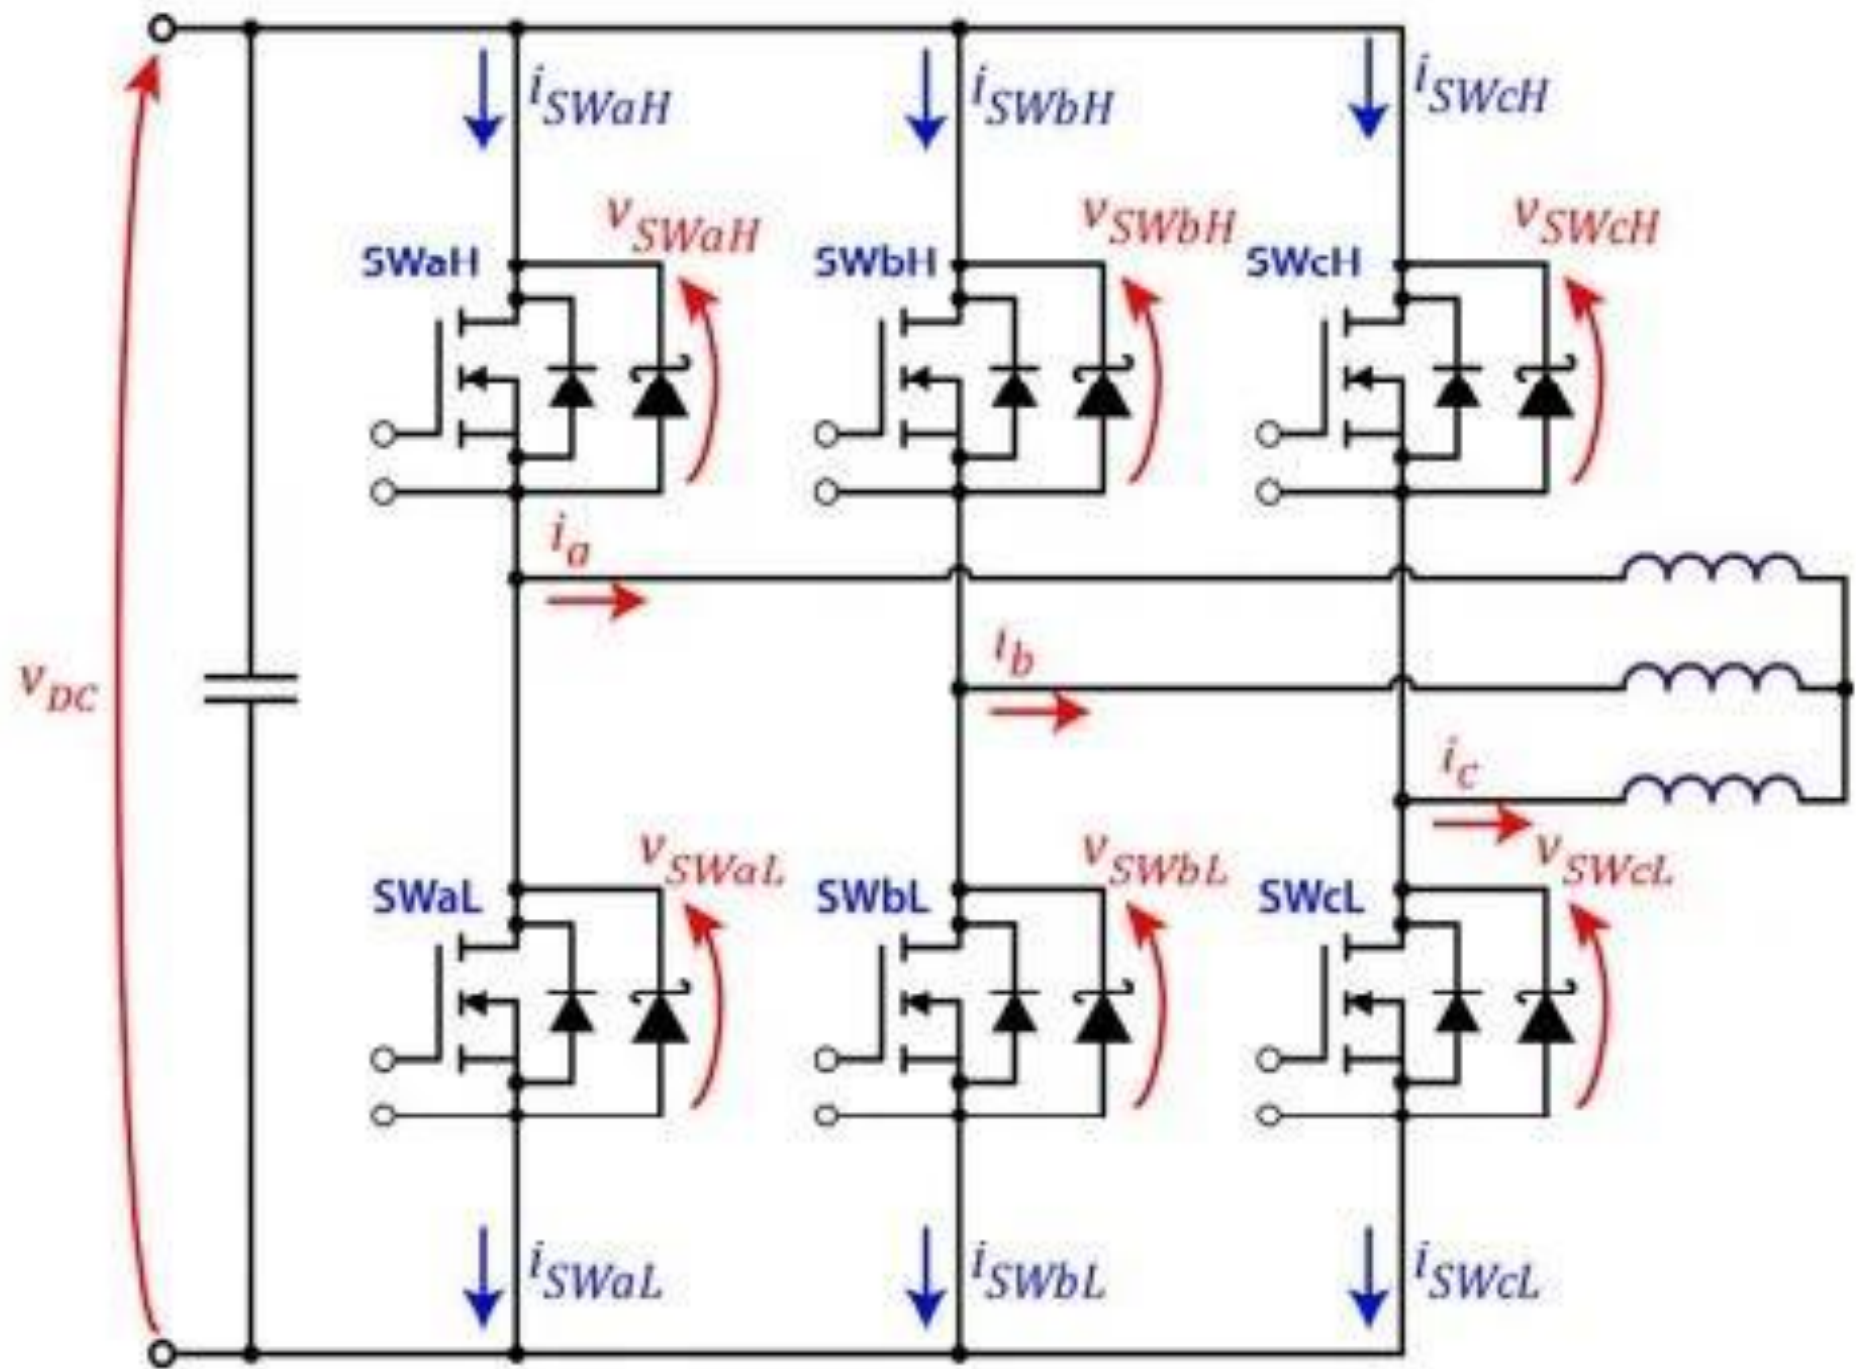 i_SWaH i_SWbH i_SWcH
v_SWaH v_SWbH v_SWcH
SWaH SWbH SWcH
i_a
i_b
v_DC
i_c
v_SWaL v_SWbL v_SWcL
SWaL SWbL SWcL
i_SWaL i_SWbL i_SWcL